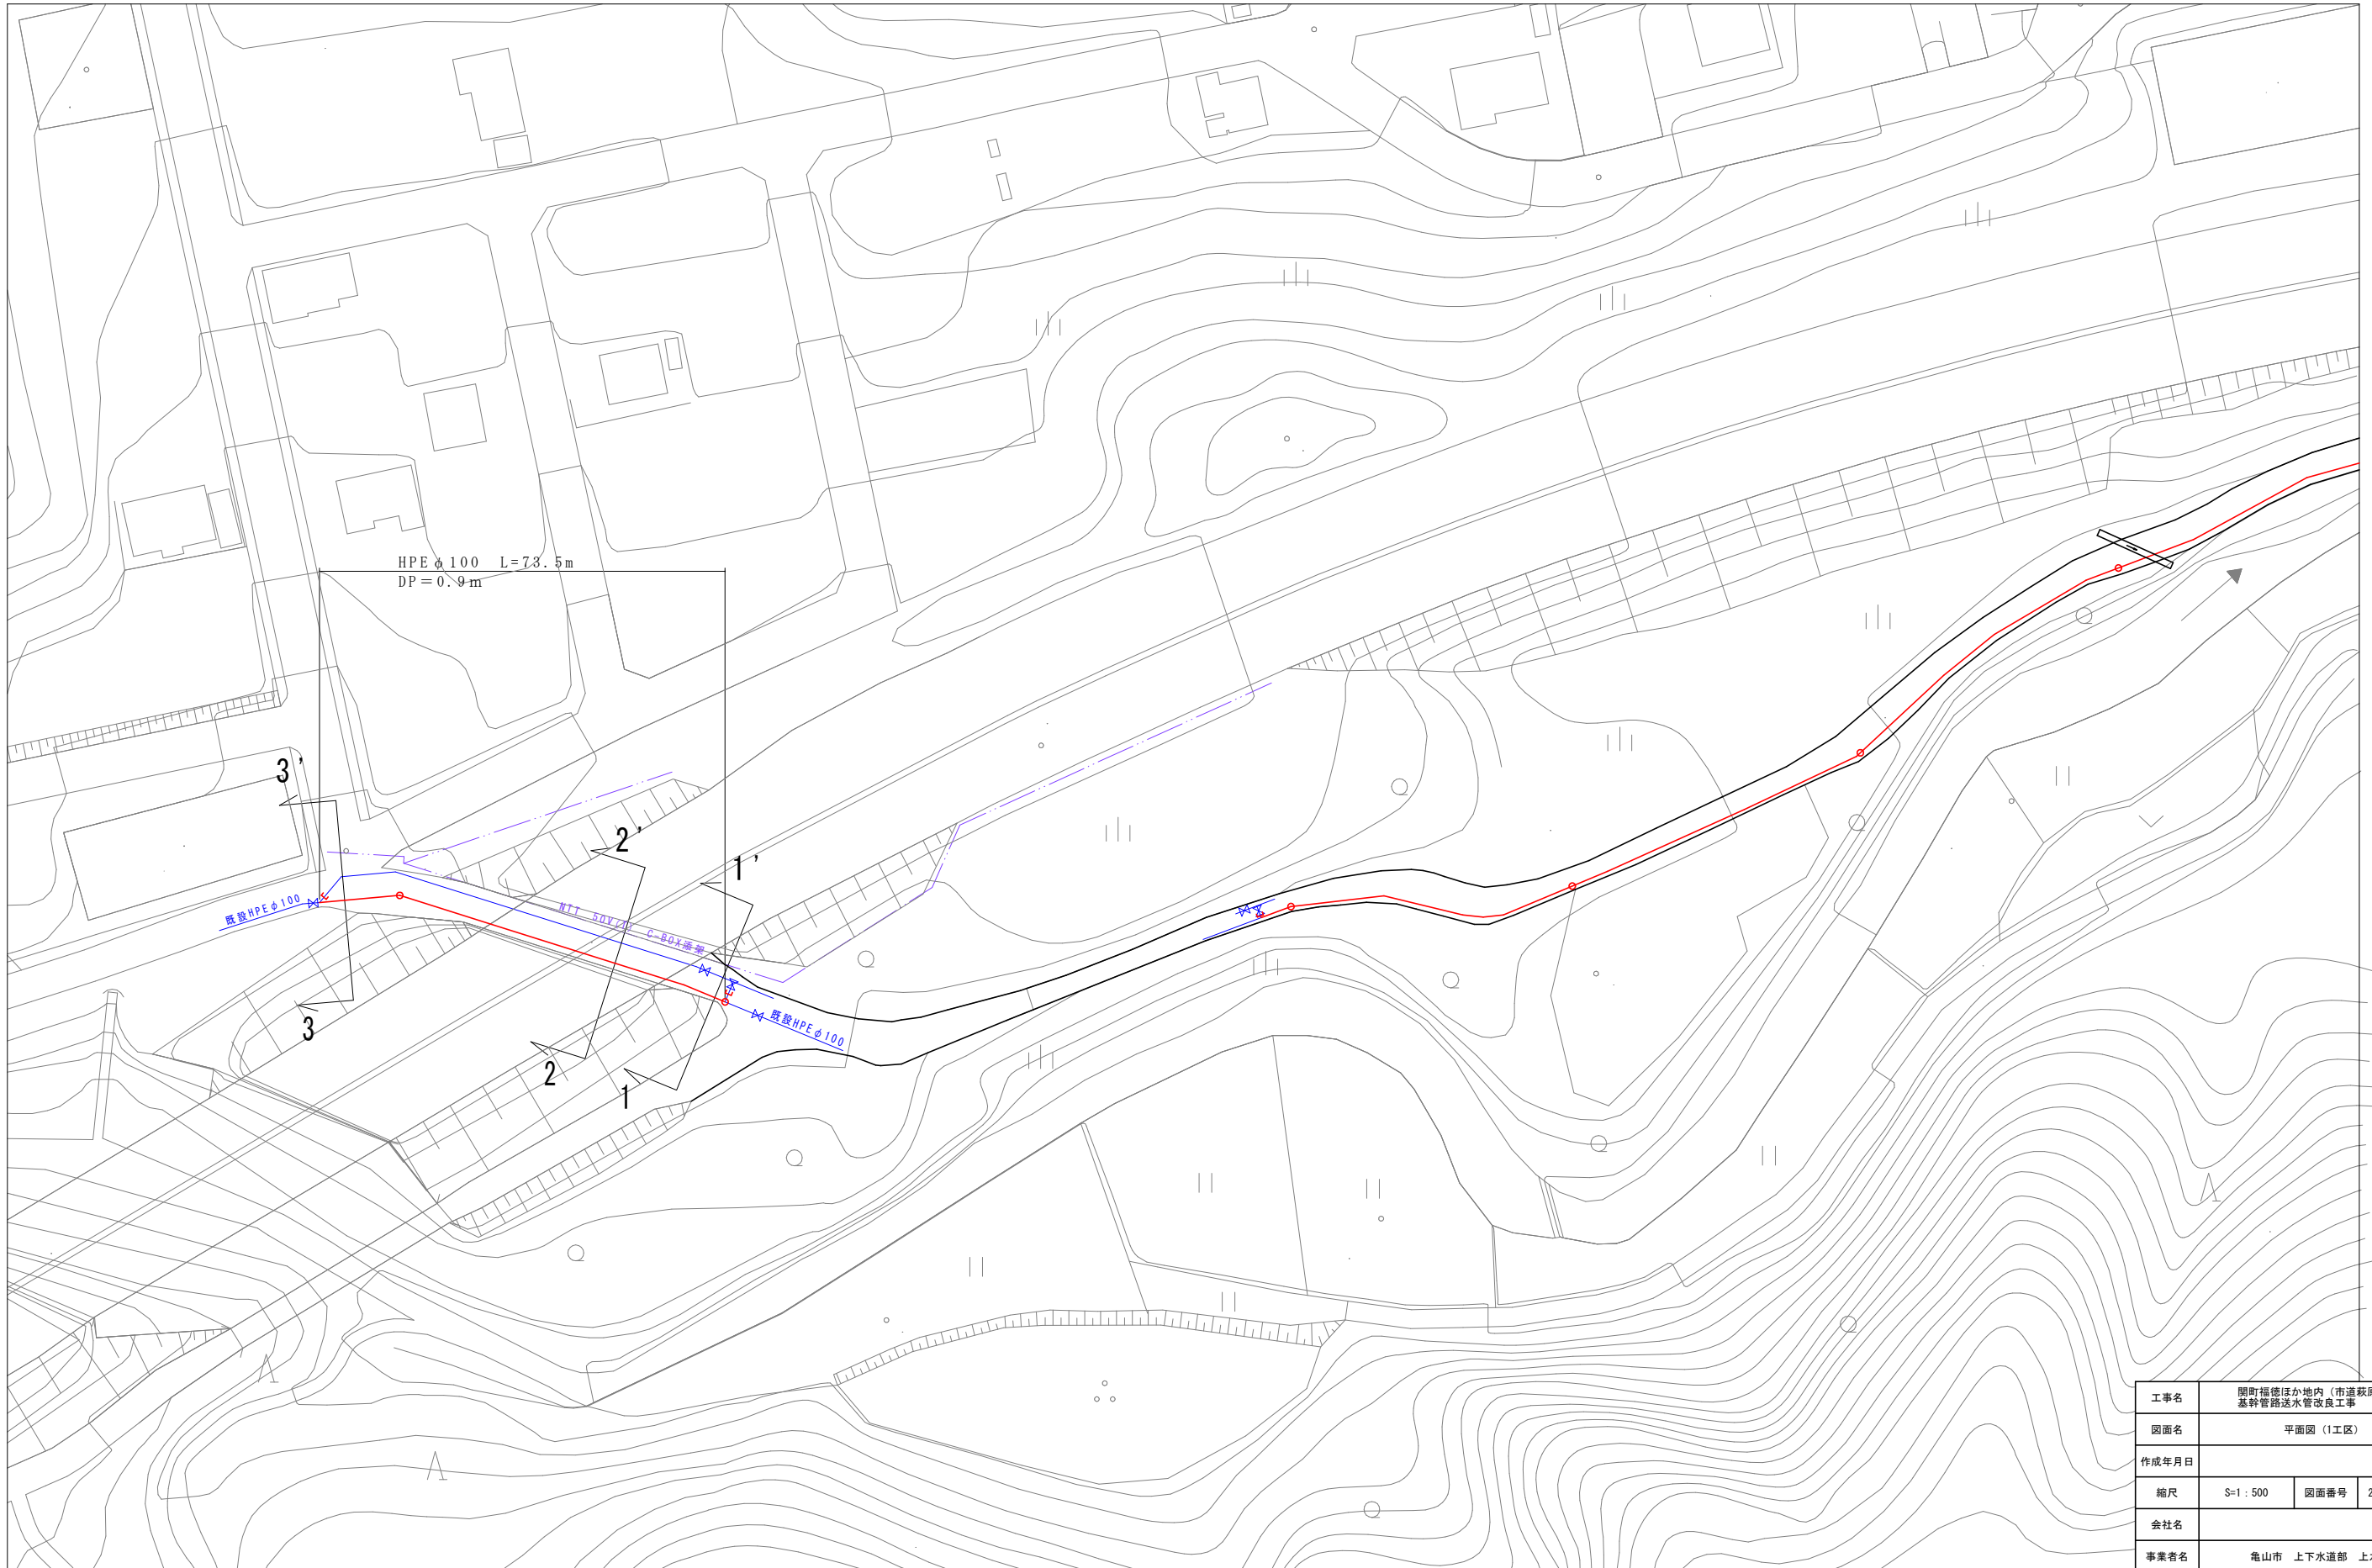 HPEφ100 L=73.5m
DP=0.9m
3'
2'
1'
既設HPEφ100
NTT 50V(1) C-BOX添架
既設HPEφ100
3
2
1
工事名 関町福徳ほか地内（市道萩原
基幹管路送水管改良工事
図面名 平面図（1工区）
作成年月日
縮尺 S=1:500 図面番号 2
会社名
事業者名 亀山市 上下水道部 上